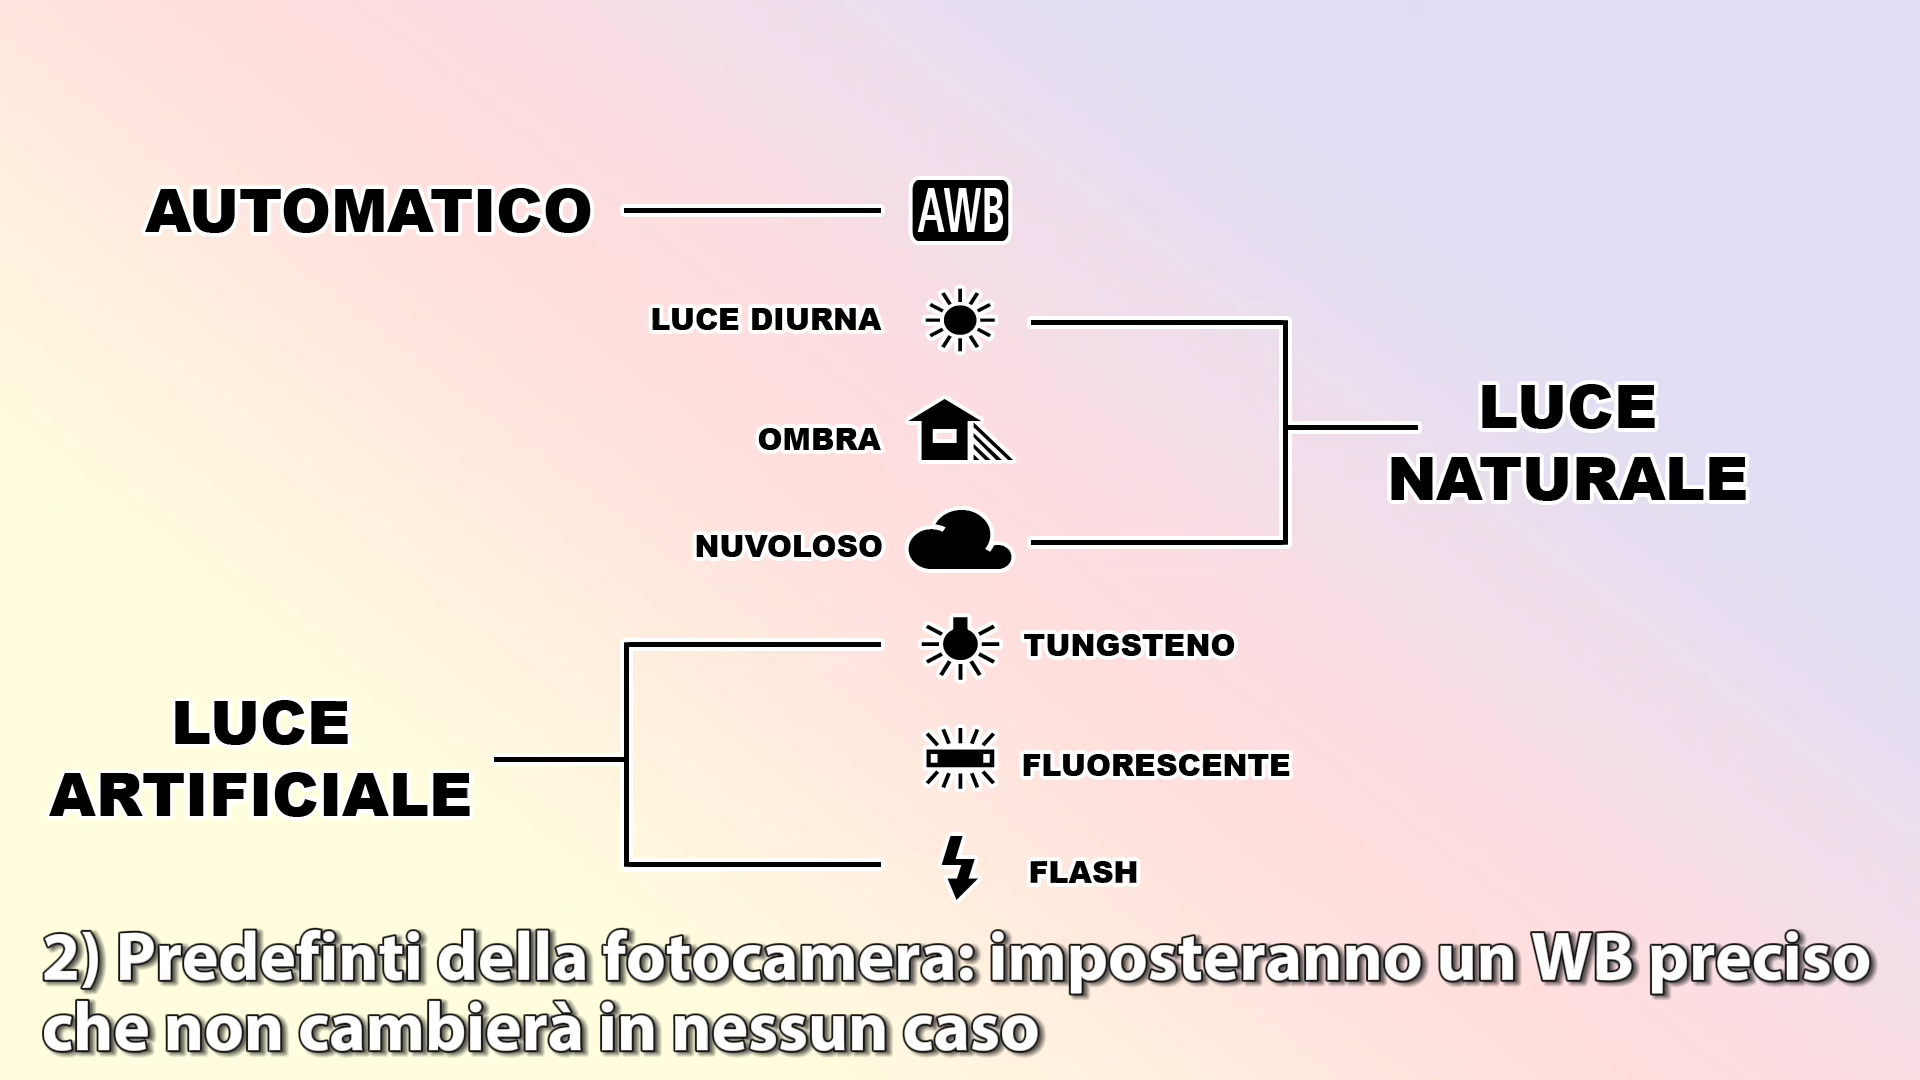 AUTOMATICO
AWB
LUCE DIURNA
OMBRA
NUVOLOSO
LUCE
NATURALE
TUNGSTENO
FLUORESCENTE
FLASH
LUCE
ARTIFICIALE
2) Predefinti della fotocamera: imposteranno un WB preciso
che non cambierà in nessun caso